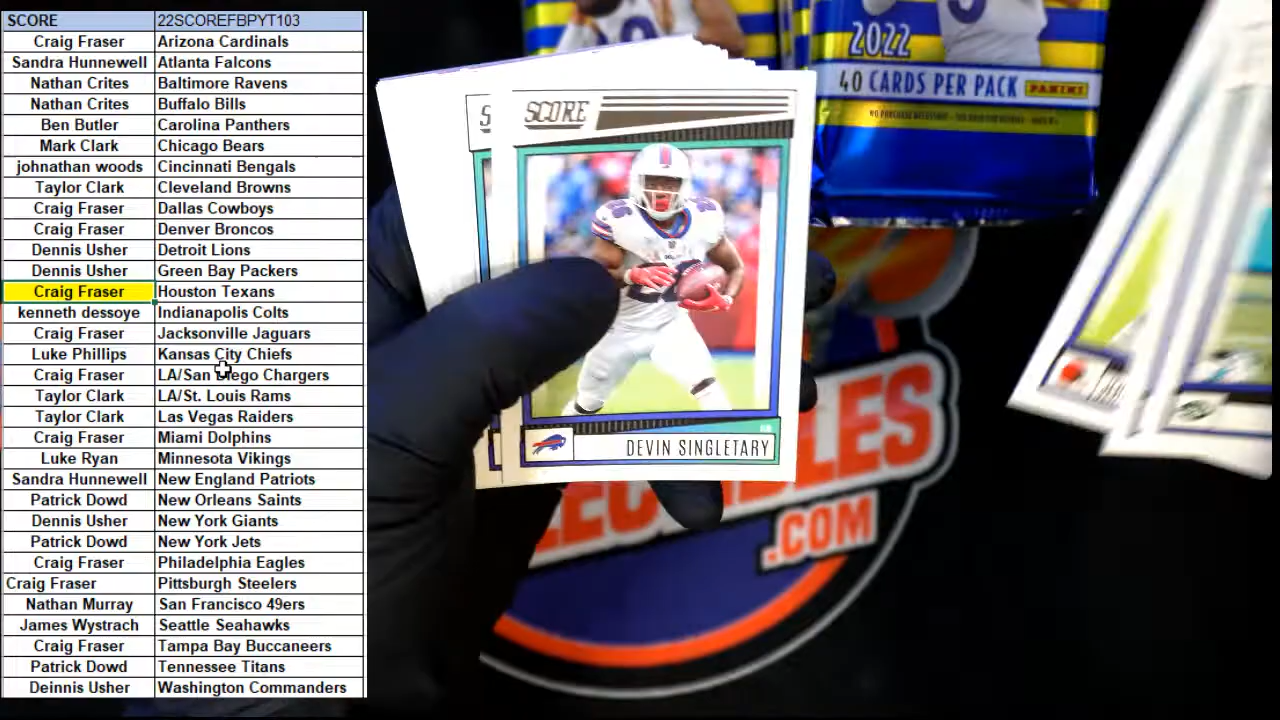 SCORE 22SCOREFBPYT103
Craig Fraser Arizona Cardinals
Sandra Hunnewell Atlanta Falcons
Nathan Crites Baltimore Ravens
Nathan Crites Buffalo Bills
Ben Butler Carolina Panthers
Mark Clark Chicago Bears
johnathan woods Cincinnati Bengals
Taylor Clark Cleveland Browns
Craig Fraser Dallas Cowboys
Craig Fraser Denver Broncos
Dennis Usher Detroit Lions
Dennis Usher Green Bay Packers
Craig Fraser Houston Texans
kenneth dessoye Indianapolis Colts
Craig Fraser Jacksonville Jaguars
Luke Phillips Kansas City Chiefs
Craig Fraser LA/San Diego Chargers
Taylor Clark LA/St. Louis Rams
Taylor Clark Las Vegas Raiders
Craig Fraser Miami Dolphins
Luke Ryan Minnesota Vikings
Sandra Hunnewell New England Patriots
Patrick Dowd New Orleans Saints
Dennis Usher New York Giants
Patrick Dowd New York Jets
Craig Fraser Philadelphia Eagles
Craig Fraser Pittsburgh Steelers
Nathan Murray San Francisco 49ers
James Wystrach Seattle Seahawks
Craig Fraser Tampa Bay Buccaneers
Patrick Dowd Tennessee Titans
Deinnis Usher Washington Commanders
2022
40 CARDS PER PACK PANINI
S SCORE
26
DEVIN SINGLETARY
.COM